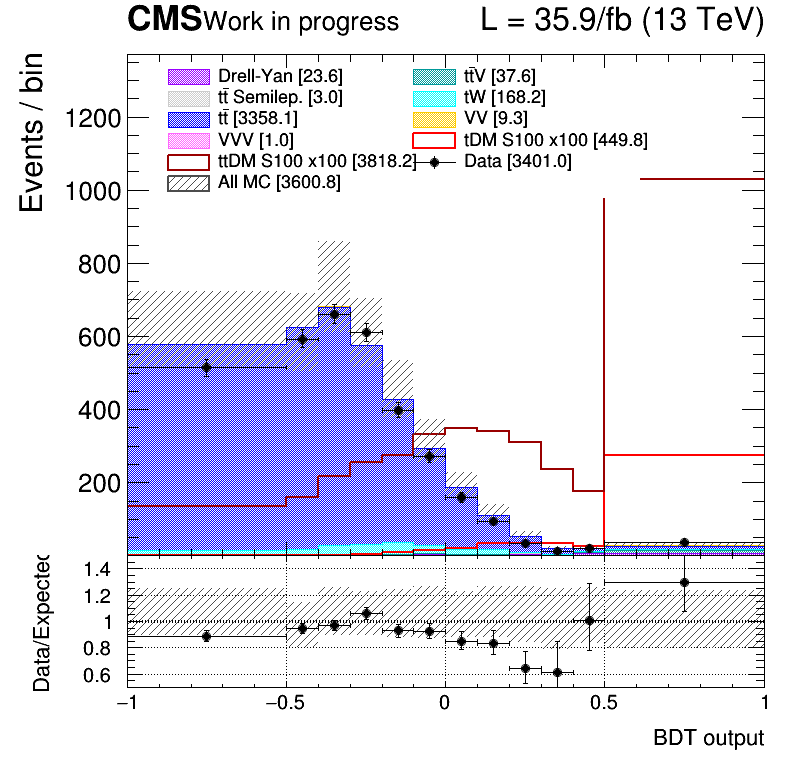 CMS Work in progress L = 35.9/fb (13 TeV)
Events / bin
Drell-Yan [23.6] tt̄V [37.6]
tt̄ Semilep. [3.0] tW [168.2]
tt̄ [3358.1] VV [9.3]
VVV [1.0] tDM S100 x100 [449.8]
ttDM S100 x100 [3818.2] Data [3401.0]
All MC [3600.8]
1200
1000
800
600
400
200
Data/Expected
1.4
1.2
1
0.8
0.6
−1 −0.5 0 0.5 1
BDT output